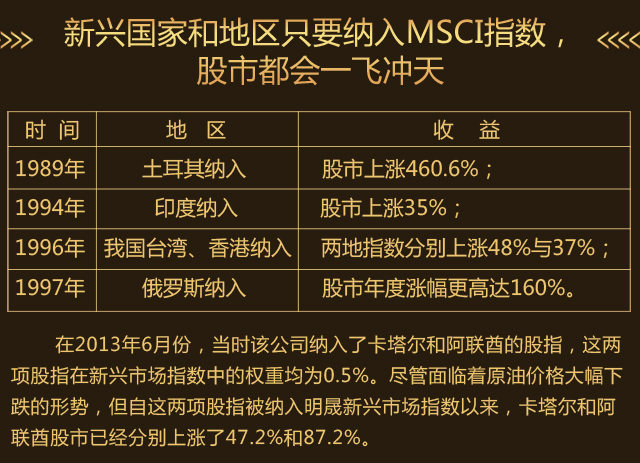 新兴国家和地区只要纳入MSCI指数，
股市都会一飞冲天
时 间 地 区 收 益
1989年 土耳其纳入 股市上涨460.6%；
1994年 印度纳入 股市上涨35%；
1996年 我国台湾、香港纳入 两地指数分别上涨48%与37%；
1997年 俄罗斯纳入 股市年度涨幅更高达160%。
在2013年6月份，当时该公司纳入了卡塔尔和阿联酋的股指，这两
项股指在新兴市场指数中的权重均为0.5%。尽管面临着原油价格大幅下
跌的形势，但自这两项股指被纳入明晟新兴市场指数以来，卡塔尔和阿
联酋股市已经分别上涨了47.2%和87.2%。